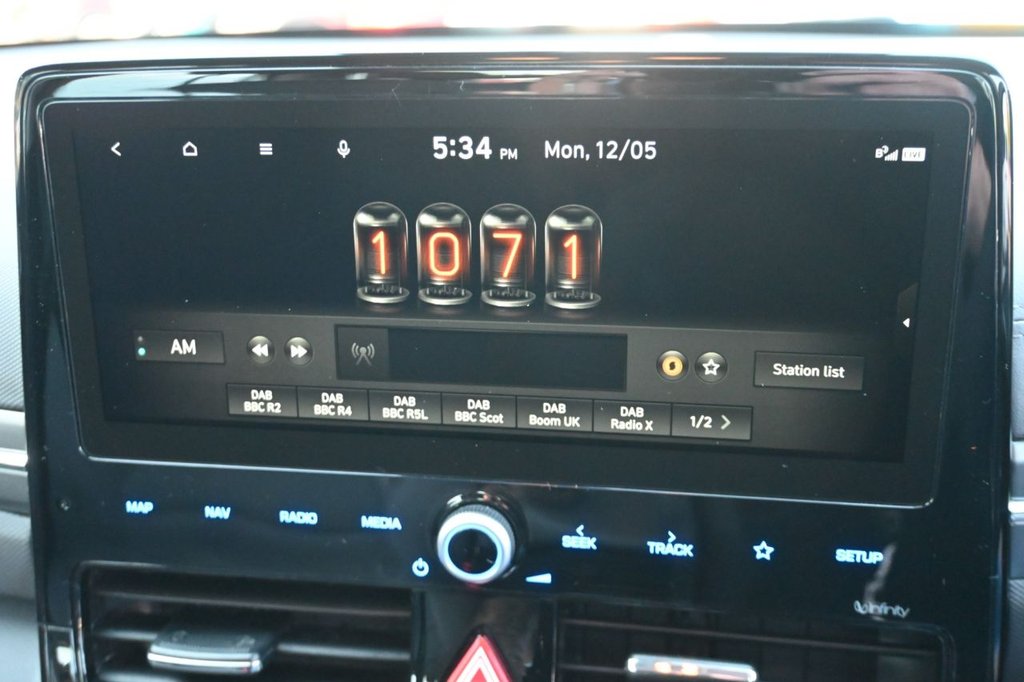 5:34 PM Mon, 12/05
LIVE
1071
AM
Station list
DAB
BBC R2
DAB
BBC R4
DAB
BBC R5L
DAB
BBC Scot
DAB
Boom UK
DAB
Radio X
1/2 >
MAP NAV RADIO MEDIA
SEEK TRACK SETUP
infinity